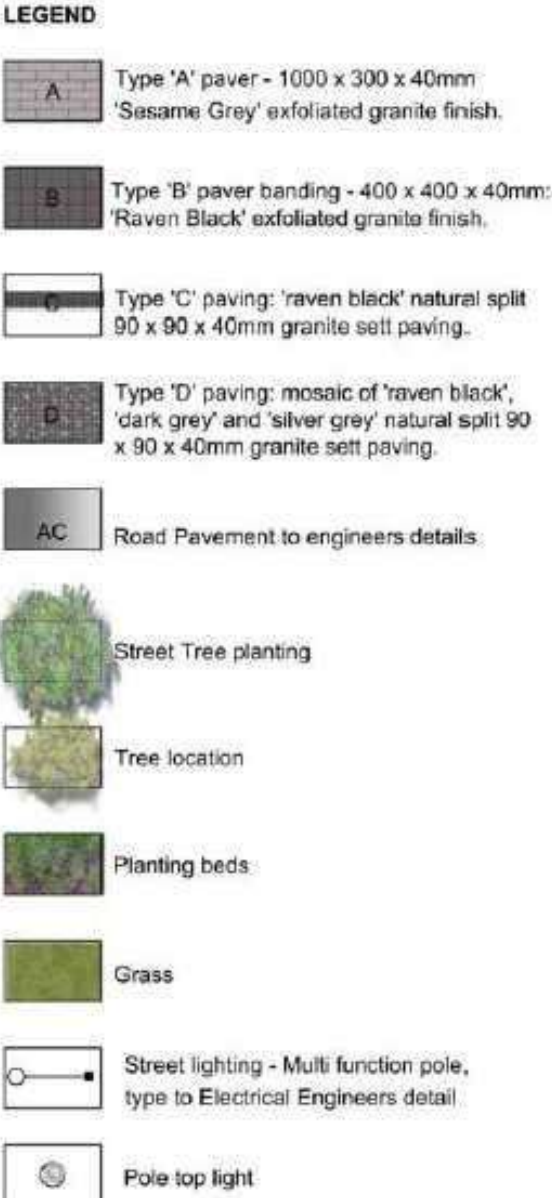 LEGEND
A
Type 'A' paver - 1000 x 300 x 40mm
'Sesame Grey' exfoliated granite finish.
B
Type 'B' paver banding - 400 x 400 x 40mm:
'Raven Black' exfoliated granite finish.
C
Type 'C' paving: 'raven black' natural split
90 x 90 x 40mm granite sett paving.
D
Type 'D' paving: mosaic of 'raven black',
'dark grey' and 'silver grey' natural split 90
x 90 x 40mm granite sett paving.
AC
Road Pavement to engineers details
Street Tree planting
Tree location
Planting beds
Grass
Street lighting - Multi function pole,
type to Electrical Engineers detail
Pole top light